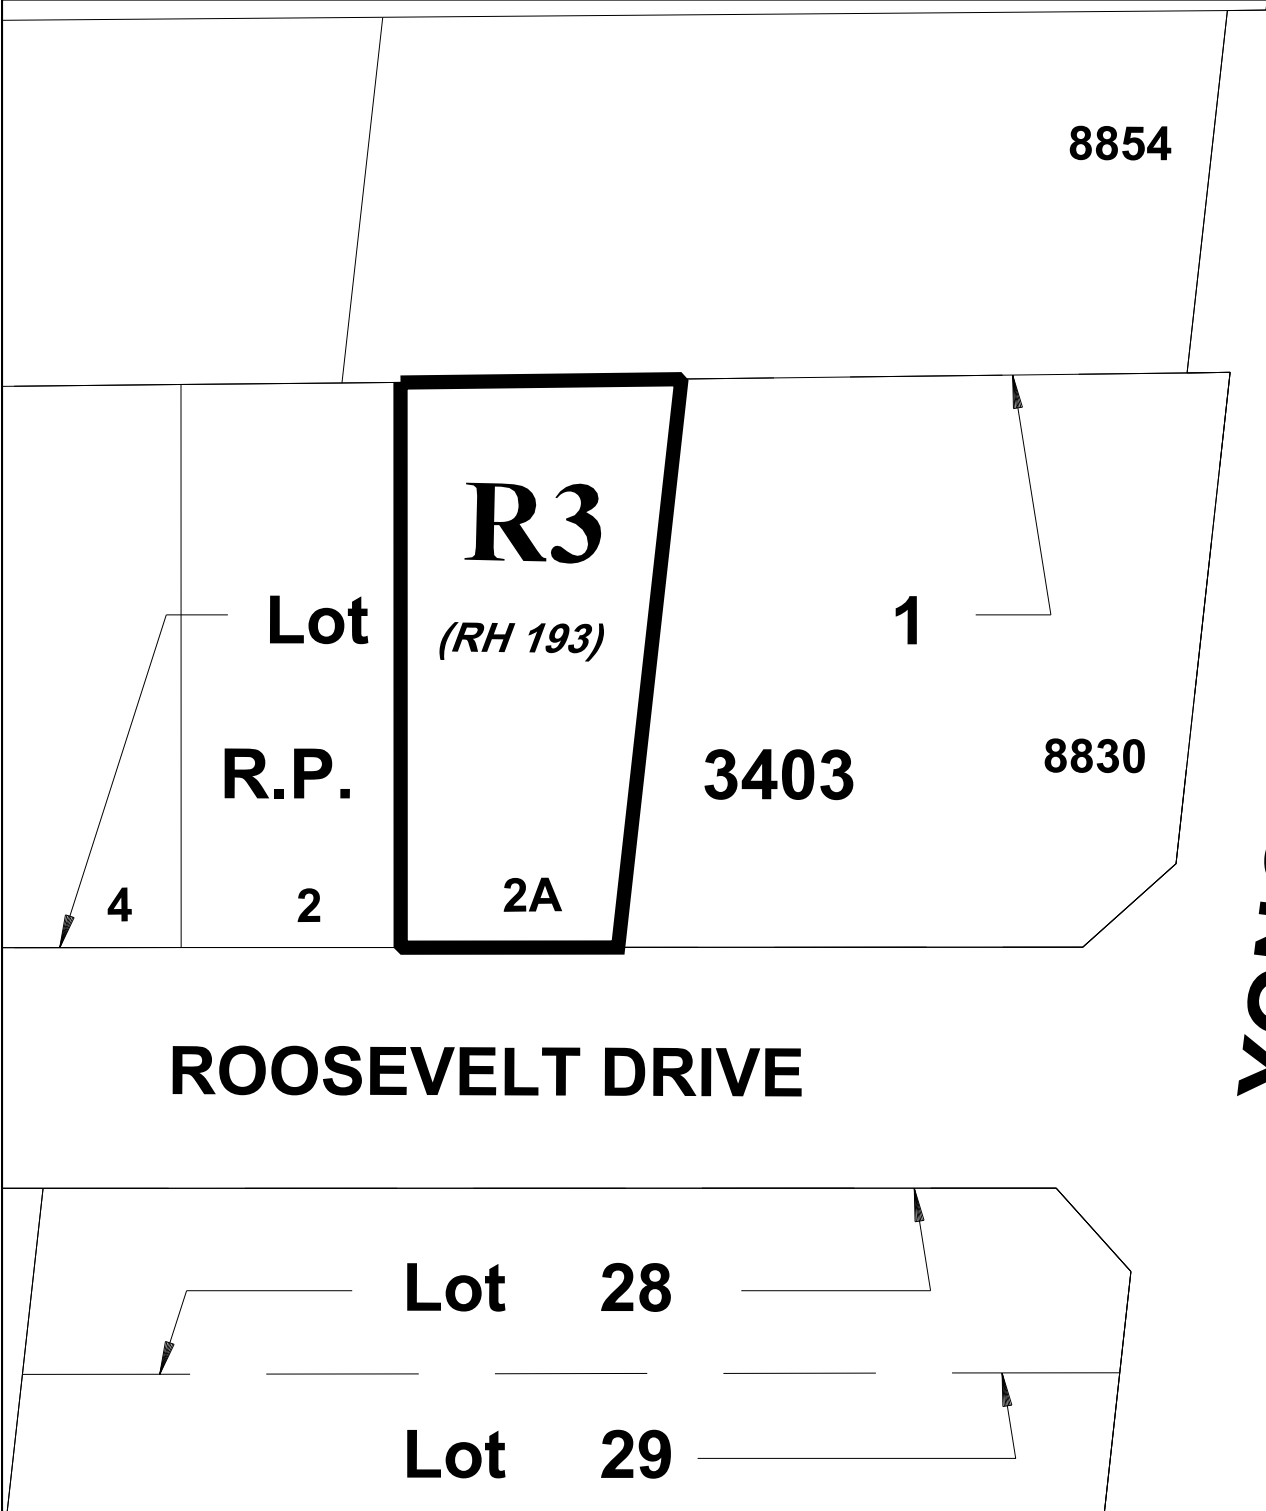 8854
R3
Lot 1
(RH 193)
R.P. 3403
8830
4 2 2A
ROOSEVELT DRIVE
Lot 28
Lot 29